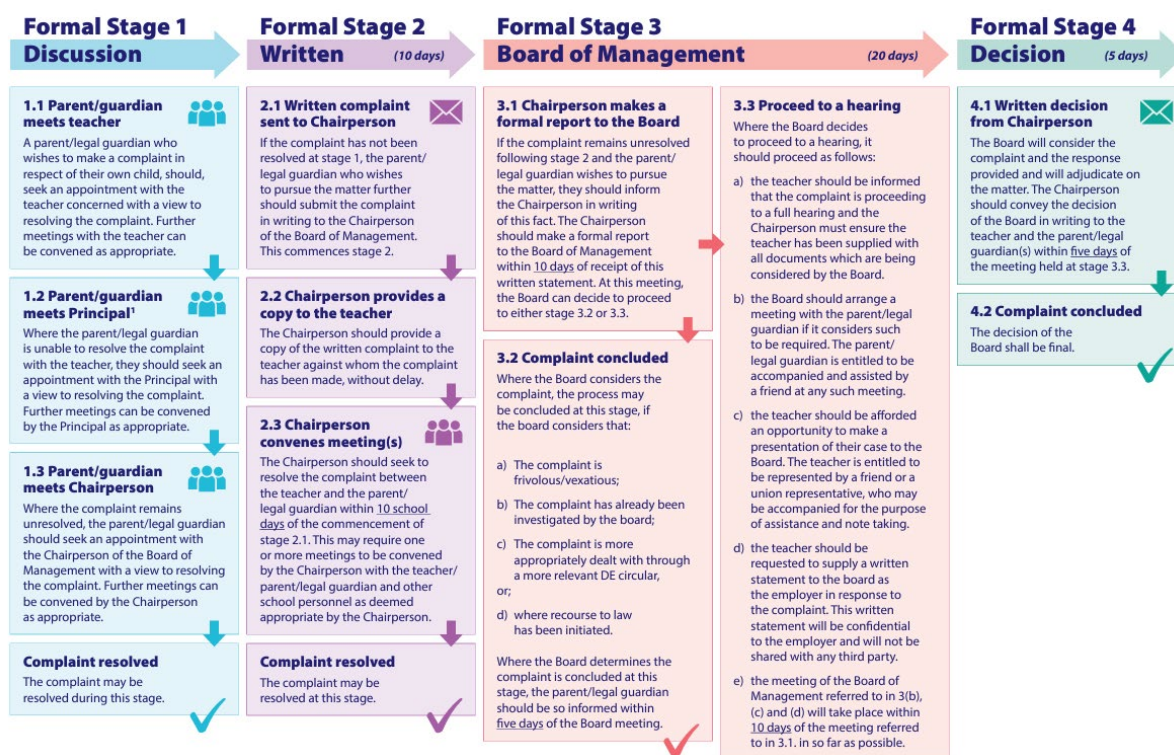 Formal Stage 1
Discussion
1.1 Parent/guardian
meets teacher
A parent/legal guardian who
wishes to make a complaint in
respect of their own child, should,
seek an appointment with the
teacher concerned with a view to
resolving the complaint. Further
meetings with the teacher can
be convened as appropriate.
1.2 Parent/guardian
meets Principal¹
Where the parent/legal guardian
is unable to resolve the complaint
with the teacher, they should seek an
appointment with the Principal with
a view to resolving the complaint.
Further meetings can be convened
by the Principal as appropriate.
1.3 Parent/guardian
meets Chairperson
Where the complaint remains
unresolved, the parent/legal guardian
should seek an appointment with
the Chairperson of the Board of
Management with a view to resolving
the complaint. Further meetings can
be convened by the Chairperson
as appropriate.
Complaint resolved
The complaint may be
resolved during this stage.
Formal Stage 2
Written (10 days)
2.1 Written complaint
sent to Chairperson
If the complaint has not been
resolved at stage 1, the parent/
legal guardian who wishes
to pursue the matter further
should submit the complaint
in writing to the Chairperson
of the Board of Management.
This commences stage 2.
2.2 Chairperson provides a
copy to the teacher
The Chairperson should provide a
copy of the written complaint to the
teacher against whom the complaint
has been made, without delay.
2.3 Chairperson
convenes meeting(s)
The Chairperson should seek to
resolve the complaint between
the teacher and the parent/
legal guardian within 10 school
days of the commencement of
stage 2.1. This may require one
or more meetings to be convened
by the Chairperson with the teacher/
parent/legal guardian and other
school personnel as deemed
appropriate by the Chairperson.
Complaint resolved
The complaint may be
resolved at this stage.
Formal Stage 3
Board of Management (20 days)
3.1 Chairperson makes a
formal report to the Board
If the complaint remains unresolved
following stage 2 and the parent/
legal guardian wishes to pursue
the matter, they should inform
the Chairperson in writing
of this fact. The Chairperson
should make a formal report
to the Board of Management
within 10 days of receipt of this
written statement. At this meeting,
the Board can decide to proceed
to either stage 3.2 or 3.3.
3.2 Complaint concluded
Where the Board considers the
complaint, the process may
be concluded at this stage, if
the board considers that:
a) The complaint is
frivolous/vexatious;
b) The complaint has already been
investigated by the board;
c) The complaint is more
appropriately dealt with through
a more relevant DE circular,
or;
d) where recourse to law
has been initiated.
Where the Board determines the
complaint is concluded at this
stage, the parent/legal guardian
should be so informed within
five days of the Board meeting.
3.3 Proceed to a hearing
Where the Board decides
to proceed to a hearing, it
should proceed as follows:
a) the teacher should be informed
that the complaint is proceeding
to a full hearing and the
Chairperson must ensure the
teacher has been supplied with
all documents which are being
considered by the Board.
b) the Board should arrange a
meeting with the parent/legal
guardian if it considers such
to be required. The parent/
legal guardian is entitled to be
accompanied and assisted by
a friend at any such meeting.
c) the teacher should be afforded
an opportunity to make a
presentation of their case to the
Board. The teacher is entitled to
be represented by a friend or a
union representative, who may
be accompanied for the purpose
of assistance and note taking.
d) the teacher should be
requested to supply a written
statement to the board as
the employer in response to
the complaint. This written
statement will be confidential
to the employer and will not be
shared with any third party.
e) the meeting of the Board of
Management referred to in 3(b),
(c) and (d) will take place within
10 days of the meeting referred
to in 3.1. in so far as possible.
Formal Stage 4
Decision (5 days)
4.1 Written decision
from Chairperson
The Board will consider the
complaint and the response
provided and will adjudicate on
the matter. The Chairperson
should convey the decision
of the Board in writing to the
teacher and the parent/legal
guardian(s) within five days of
the meeting held at stage 3.3.
4.2 Complaint concluded
The decision of the
Board shall be final.